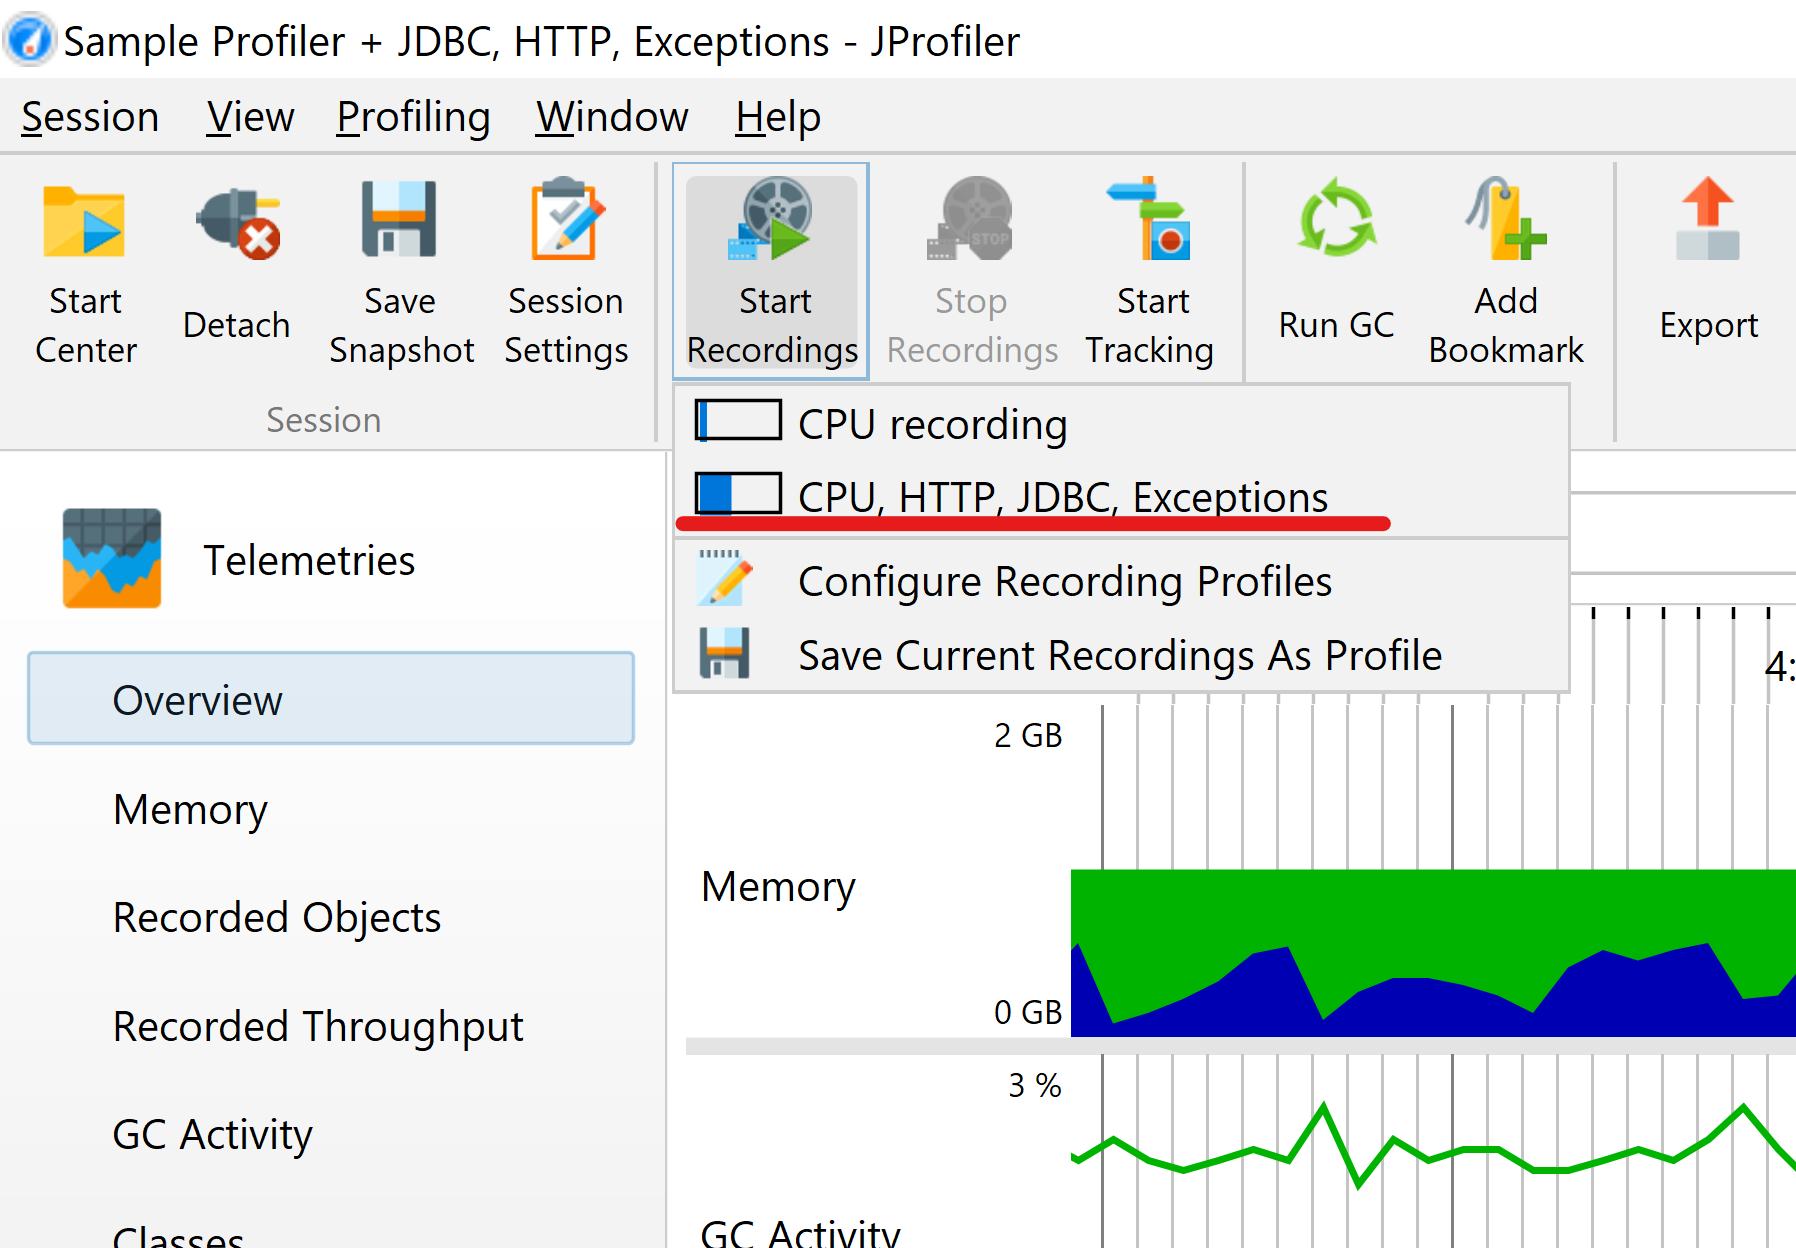 Sample Profiler + JDBC, HTTP, Exceptions - JProfiler
Session View Profiling Window Help
Start Center
Detach
Save Snapshot
Session Settings
Start Recordings
STOP
Stop Recordings
Start Tracking
Run GC
Add Bookmark
Export
Session
CPU recording
CPU, HTTP, JDBC, Exceptions
Configure Recording Profiles
Save Current Recordings As Profile
Telemetries
Overview
Memory
Recorded Objects
Recorded Throughput
GC Activity
Classes
4:
2 GB
Memory
0 GB
3 %
GC Activity